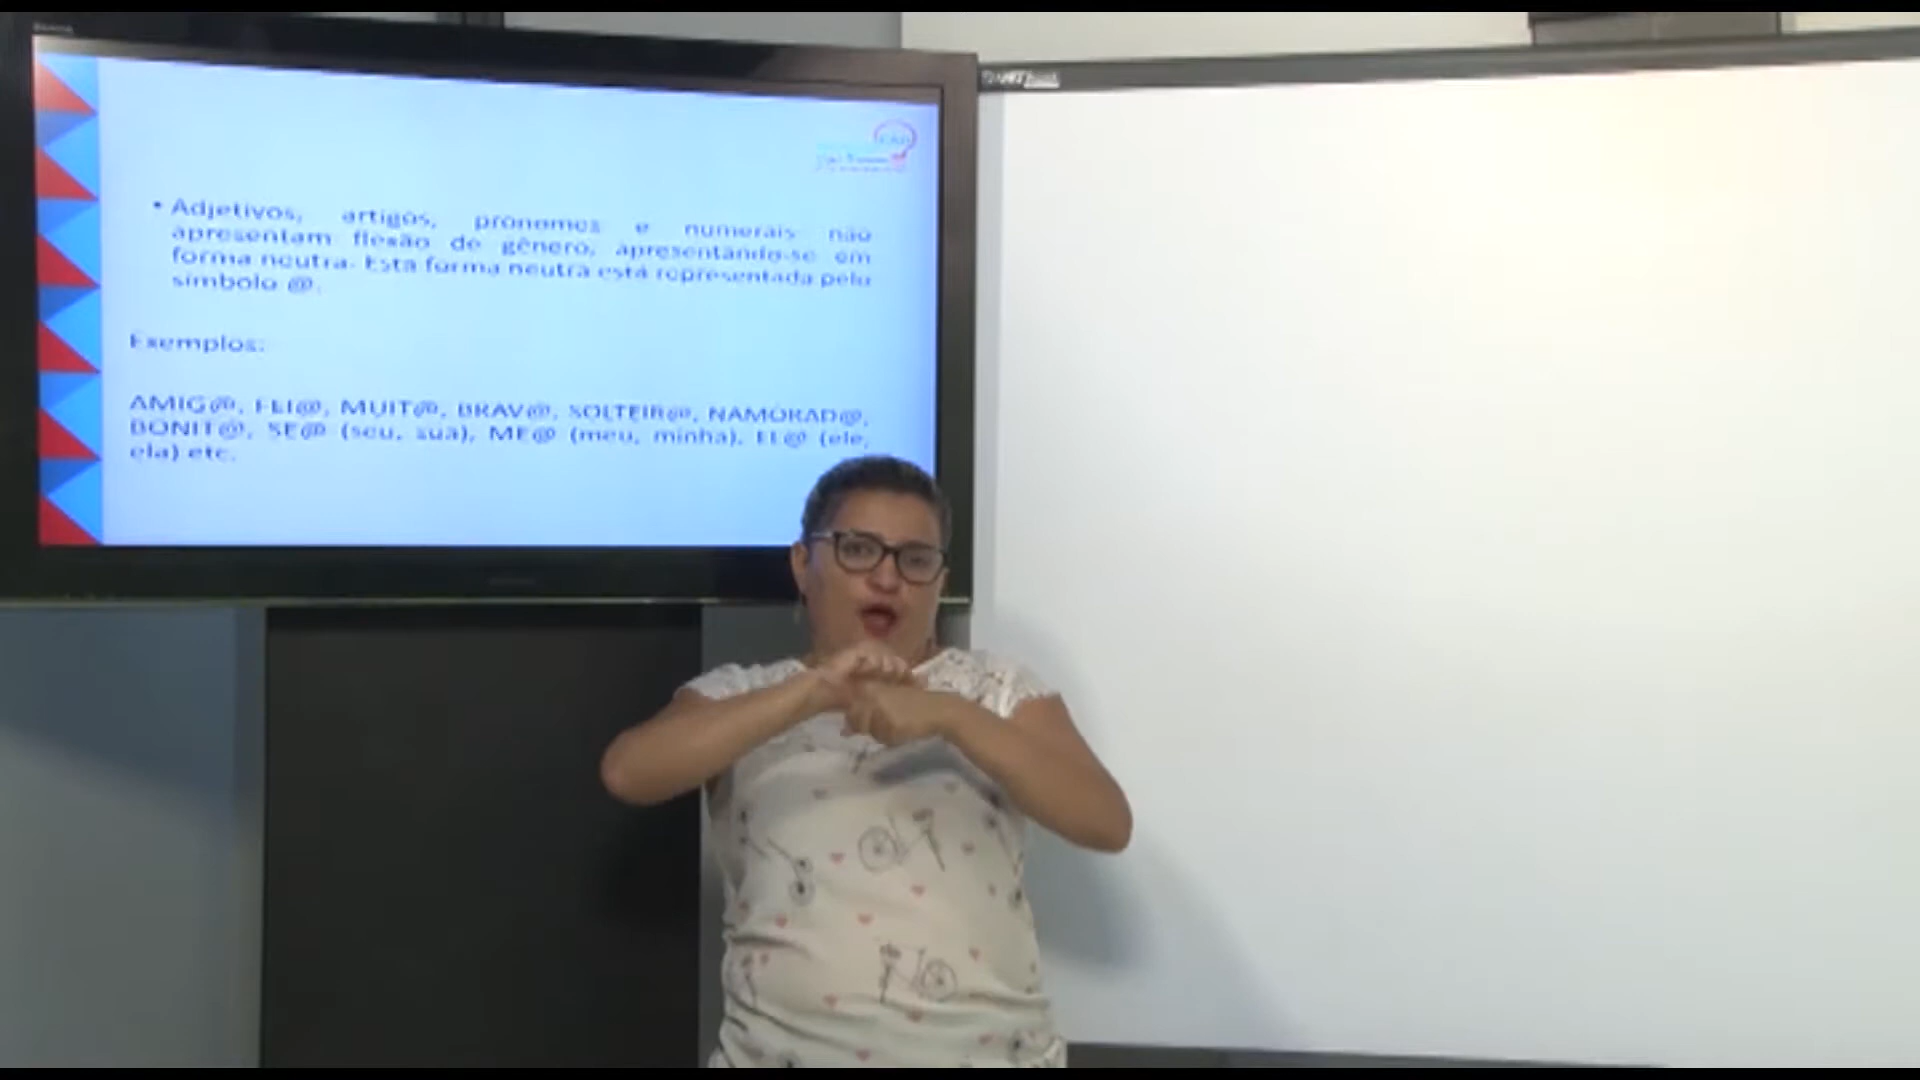 • Adjetivos, artigos, pronomes e numerais não
apresentam flexão de gênero, apresentando-se em
forma neutra. Esta forma neutra está representada pelo
símbolo @.
Exemplos:
AMIG@, FEI@, MUIT@, BRAV@, SOLTEIR@, NAMORAD@,
BONIT@, SE@ (seu, sua), ME@ (meu, minha), EL@ (ele,
ela) etc.